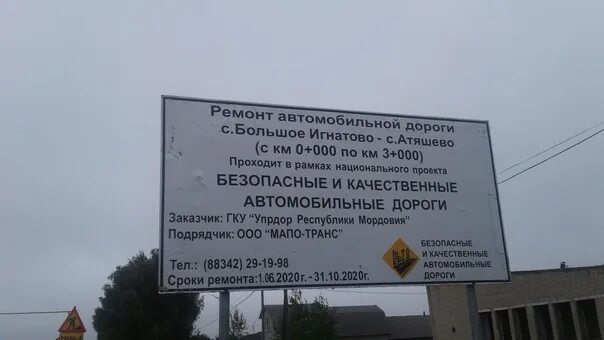 Ремонт автомобильной дороги
с.Большое Игнатово - с.Атяшево
(с км 0+000 по км 3+000)
Проходит в рамках национального проекта
БЕЗОПАСНЫЕ И КАЧЕСТВЕННЫЕ
АВТОМОБИЛЬНЫЕ ДОРОГИ
Заказчик: ГКУ "Упрдор Республики Мордовия"
Подрядчик: ООО "МАПО-ТРАНС"
Тел.: (88342) 29-19-98
Сроки ремонта:1.06.2020г. - 31.10.2020г.
БЕЗОПАСНЫЕ
И КАЧЕСТВЕННЫЕ
АВТОМОБИЛЬНЫЕ
ДОРОГИ